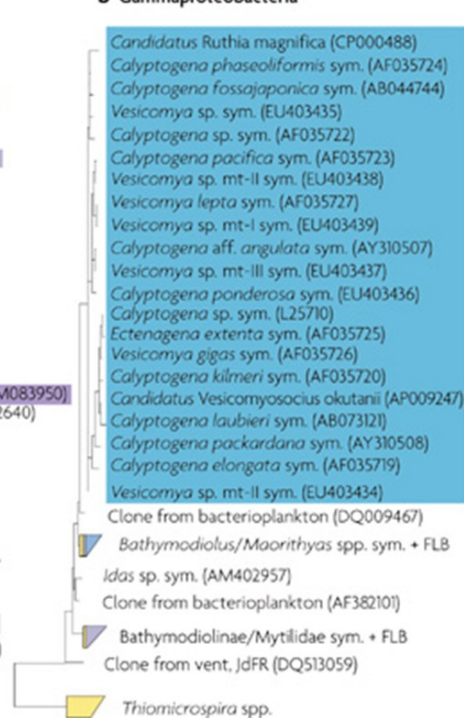 Gammaproteobacteria
Candidatus Ruthia magnifica (CP000488)
Calyptogena phaseoliformis sym. (AF035724)
Calyptogena fossajaponica sym. (AB044744)
Vesicomya sp. sym. (EU403435)
Calyptogena sp. sym. (AF035722)
Calyptogena pacifica sym. (AF035723)
Vesicomya sp. mt-II sym. (EU403438)
Vesicomya lepta sym. (AF035727)
Vesicomya sp. mt-I sym. (EU403439)
Calyptogena aff. angulata sym. (AY310507)
Vesicomya sp. mt-III sym. (EU403437)
Calyptogena ponderosa sym. (EU403436)
Calyptogena sp. sym. (L25710)
Ectenagena extenta sym. (AF035725)
Vesicomya gigas sym. (AF035726)
Calyptogena kilmeri sym. (AF035720)
M083950)
Candidatus Vesicomyosocius okutanii (AP009247)
2640)
Calyptogena laubieri sym. (AB073121)
Calyptogena packardana sym. (AY310508)
Calyptogena elongata sym. (AF035719)
Vesicomya sp. mt-II sym. (EU403434)
Clone from bacterioplankton (DQ009467)
Bathymodiolus/Maorithyas spp. sym. + FLB
Idas sp. sym. (AM402957)
Clone from bacterioplankton (AF382101)
Bathymodiolinae/Mytilidae sym. + FLB
Clone from vent, JdFR (DQ513059)
Thiomicrospira spp.